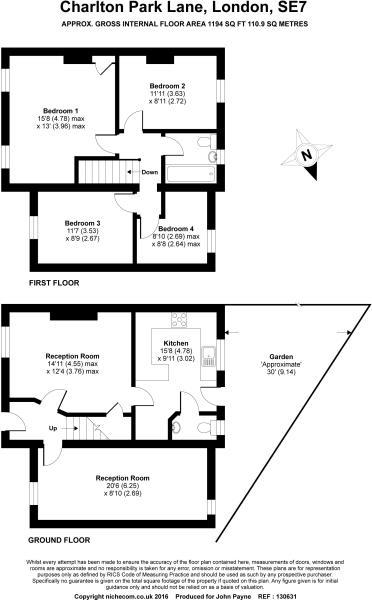 Charlton Park Lane, London, SE7
APPROX. GROSS INTERNAL FLOOR AREA 1194 SQ FT 110.9 SQ METRES
Bedroom 1
15'8 (4.78) max
x 13' (3.96) max
Bedroom 2
11'11 (3.63)
x 8'11 (2.72)
Down
N
Bedroom 3
11'7 (3.53)
x 8'9 (2.67)
Bedroom 4
8'10 (2.69) max
x 8'8 (2.64) max
FIRST FLOOR
Reception Room
14'11 (4.55) max
x 12'4 (3.76) max
Kitchen
15'8 (4.78)
x 9'11 (3.02)
Garden
'Approximate'
30' (9.14)
Up
Reception Room
20'6 (6.25)
x 8'10 (2.69)
GROUND FLOOR
Whilst every attempt has been made to ensure the accuracy of the floor plan contained here, measurements of doors, windows and
rooms are approximate and no responsibility is taken for any error, omission or misstatement. These plans are for representation
purposes only as defined by RICS Code of Measuring Practice and should be used as such by any prospective purchaser.
Specifically no guarantee is given on the total square footage of the property if quoted on this plan. Any figure given is for initial
guidance only and should not be relied on as a basis of valuation.
Copyright nichecom.co.uk 2016 Produced for John Payne REF : 130631